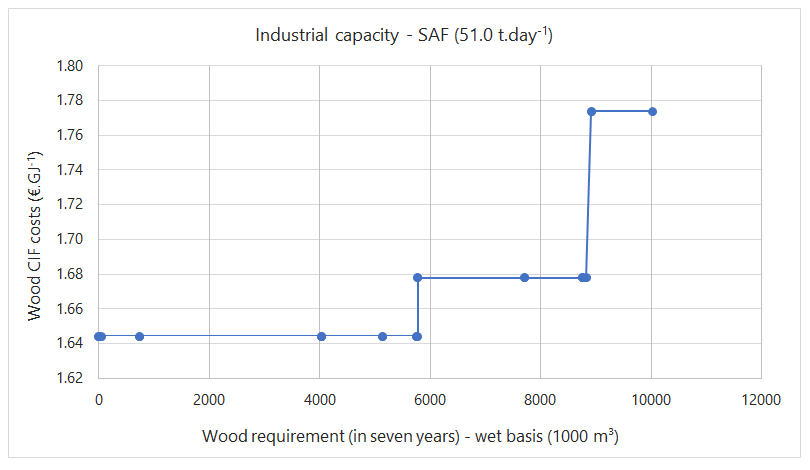 Industrial capacity - SAF (51.0 t.day⁻¹)
Wood CIF costs (€.GJ⁻¹)
1.80
1.78
1.76
1.74
1.72
1.70
1.68
1.66
1.64
1.62
0 2000 4000 6000 8000 10000 12000
Wood requirement (in seven years) - wet basis (1000 m³)